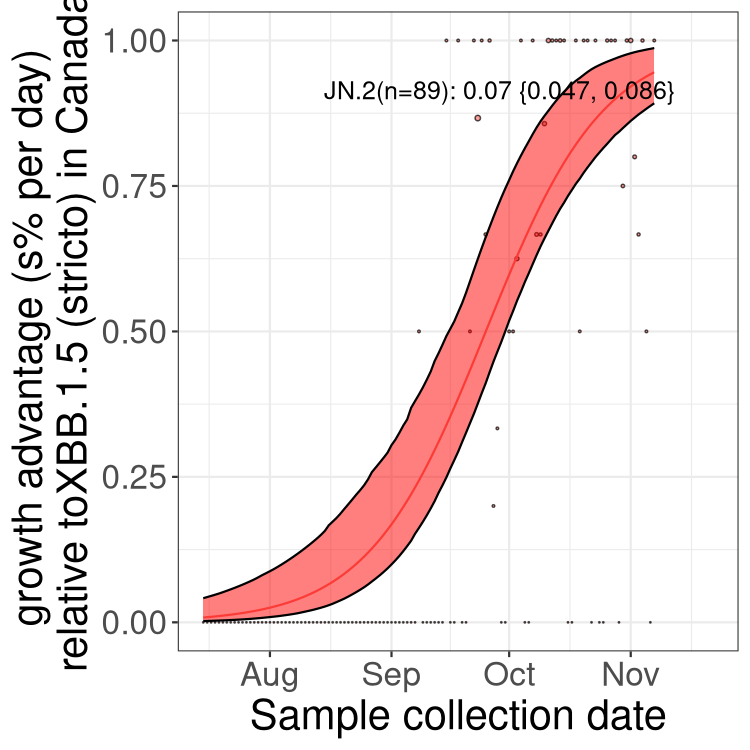 growth advantage (s% per day)
relative toXBB.1.5 (stricto) in Canada
1.00
0.75
0.50
0.25
0.00
JN.2(n=89): 0.07 {0.047, 0.086}
Aug Sep Oct Nov
Sample collection date